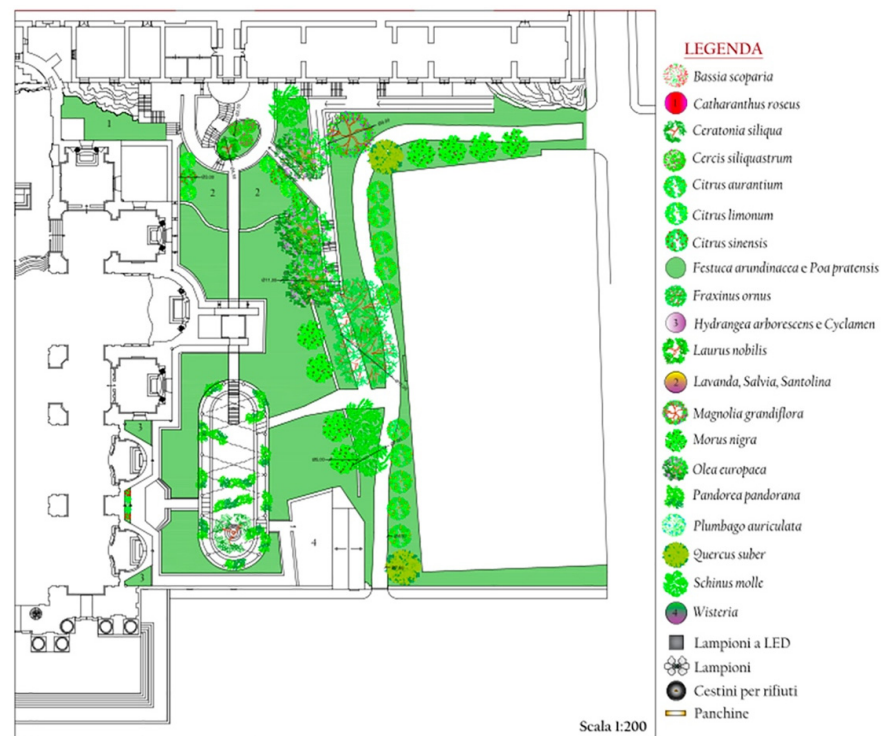 LEGENDA
Bassia scoparia
1 Catharanthus roseus
Ceratonia siliqua
Cercis siliquastrum
Citrus aurantium
Citrus limonum
Citrus sinensis
Festuca arundinacea e Poa pratensis
Fraxinus ornus
3 Hydrangea arborescens e Cyclamen
Laurus nobilis
2 Lavanda, Salvia, Santolina
Magnolia grandiflora
Morus nigra
Olea europaea
Pandorea pandorana
Plumbago auriculata
Quercus suber
Schinus molle
4 Wisteria
Lampioni a LED
Lampioni
Cestini per rifiuti
Panchine
1
2
2
3
4
3
Scala 1:200